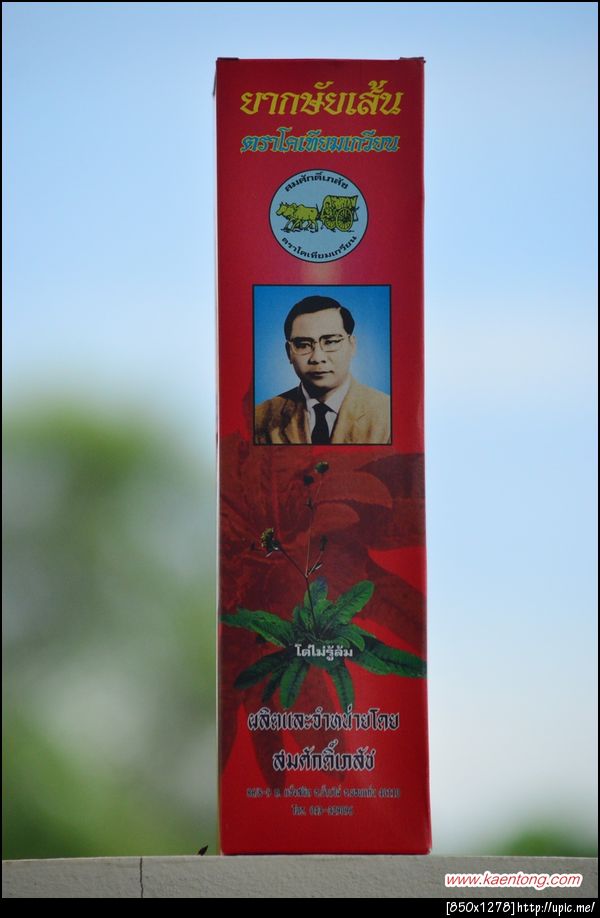 ยากษัยเส้น
ตราโคเทียมเกวียน
สมศักดิ์เภสัช
ตราโคเทียมเกวียน
โด่ไม่รู้ล้ม
ผลิตและจำหน่ายโดย
สมศักดิ์เภสัช
โทร.
www.kaentong.com
[850x1278]http://upic.me/